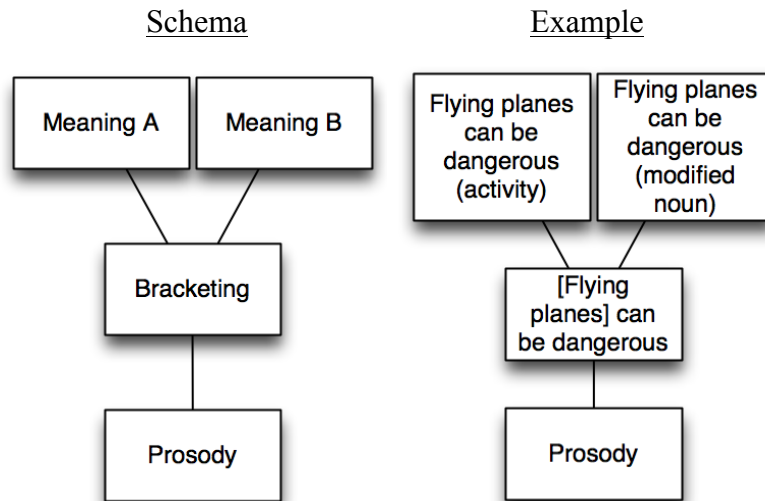 Schema
Meaning A
Meaning B
Bracketing
Prosody
Example
Flying planes
can be
dangerous
(activity)
Flying planes
can be
dangerous
(modified
noun)
[Flying
planes] can
be dangerous
Prosody